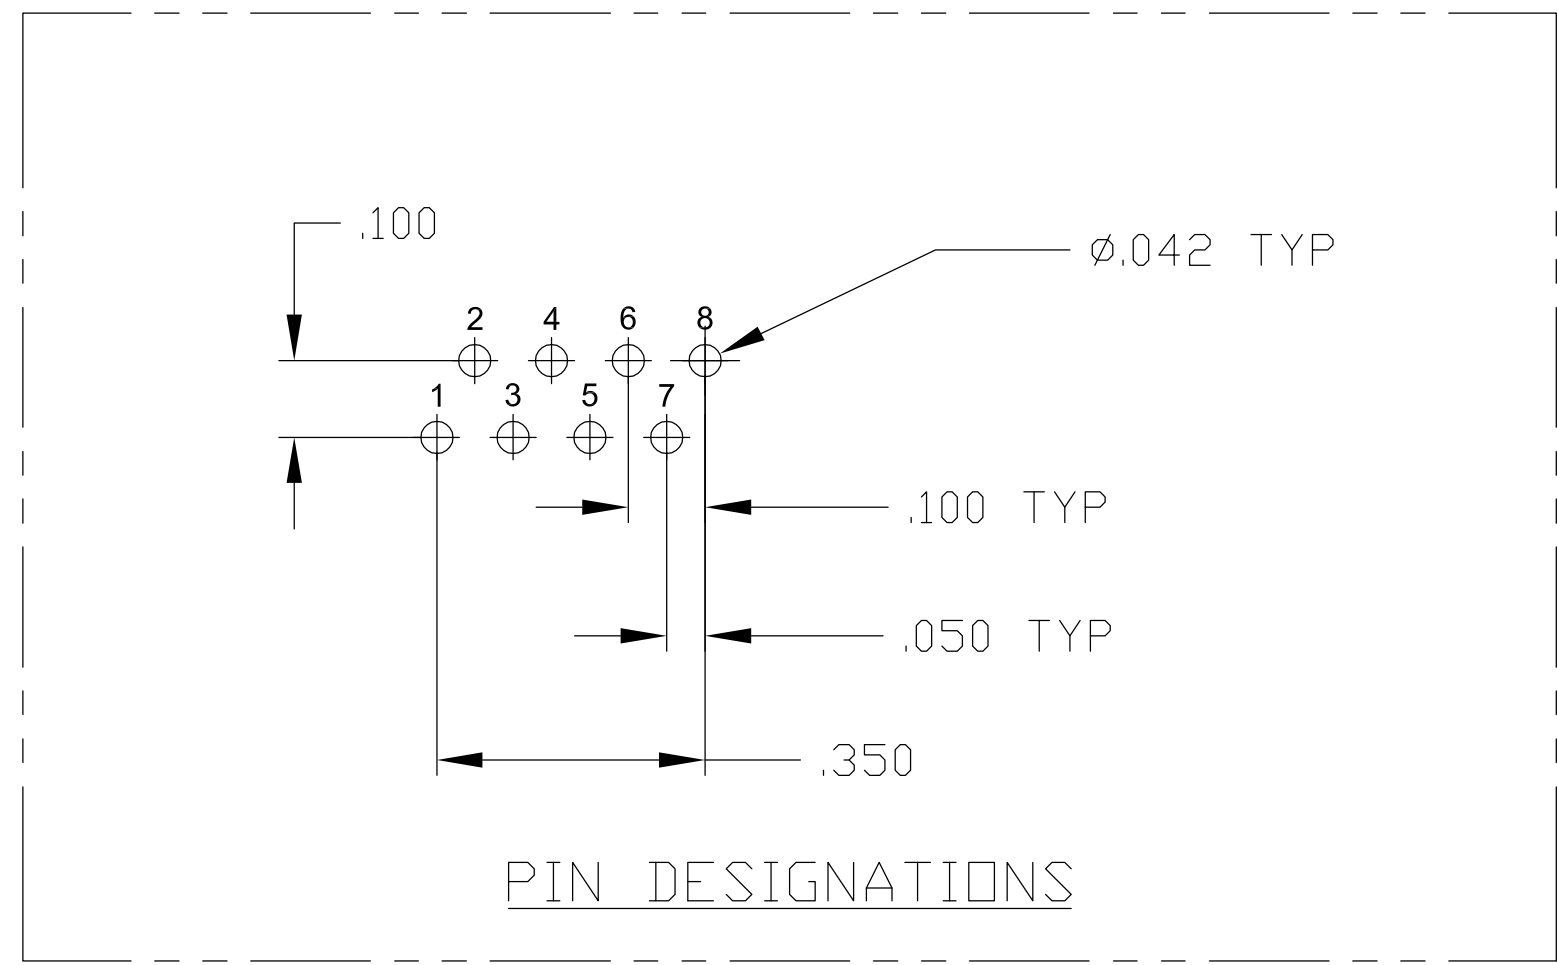 .100
Ø.042 TYP
2 4 6 8
1 3 5 7
.100 TYP
.050 TYP
.350
PIN DESIGNATIONS